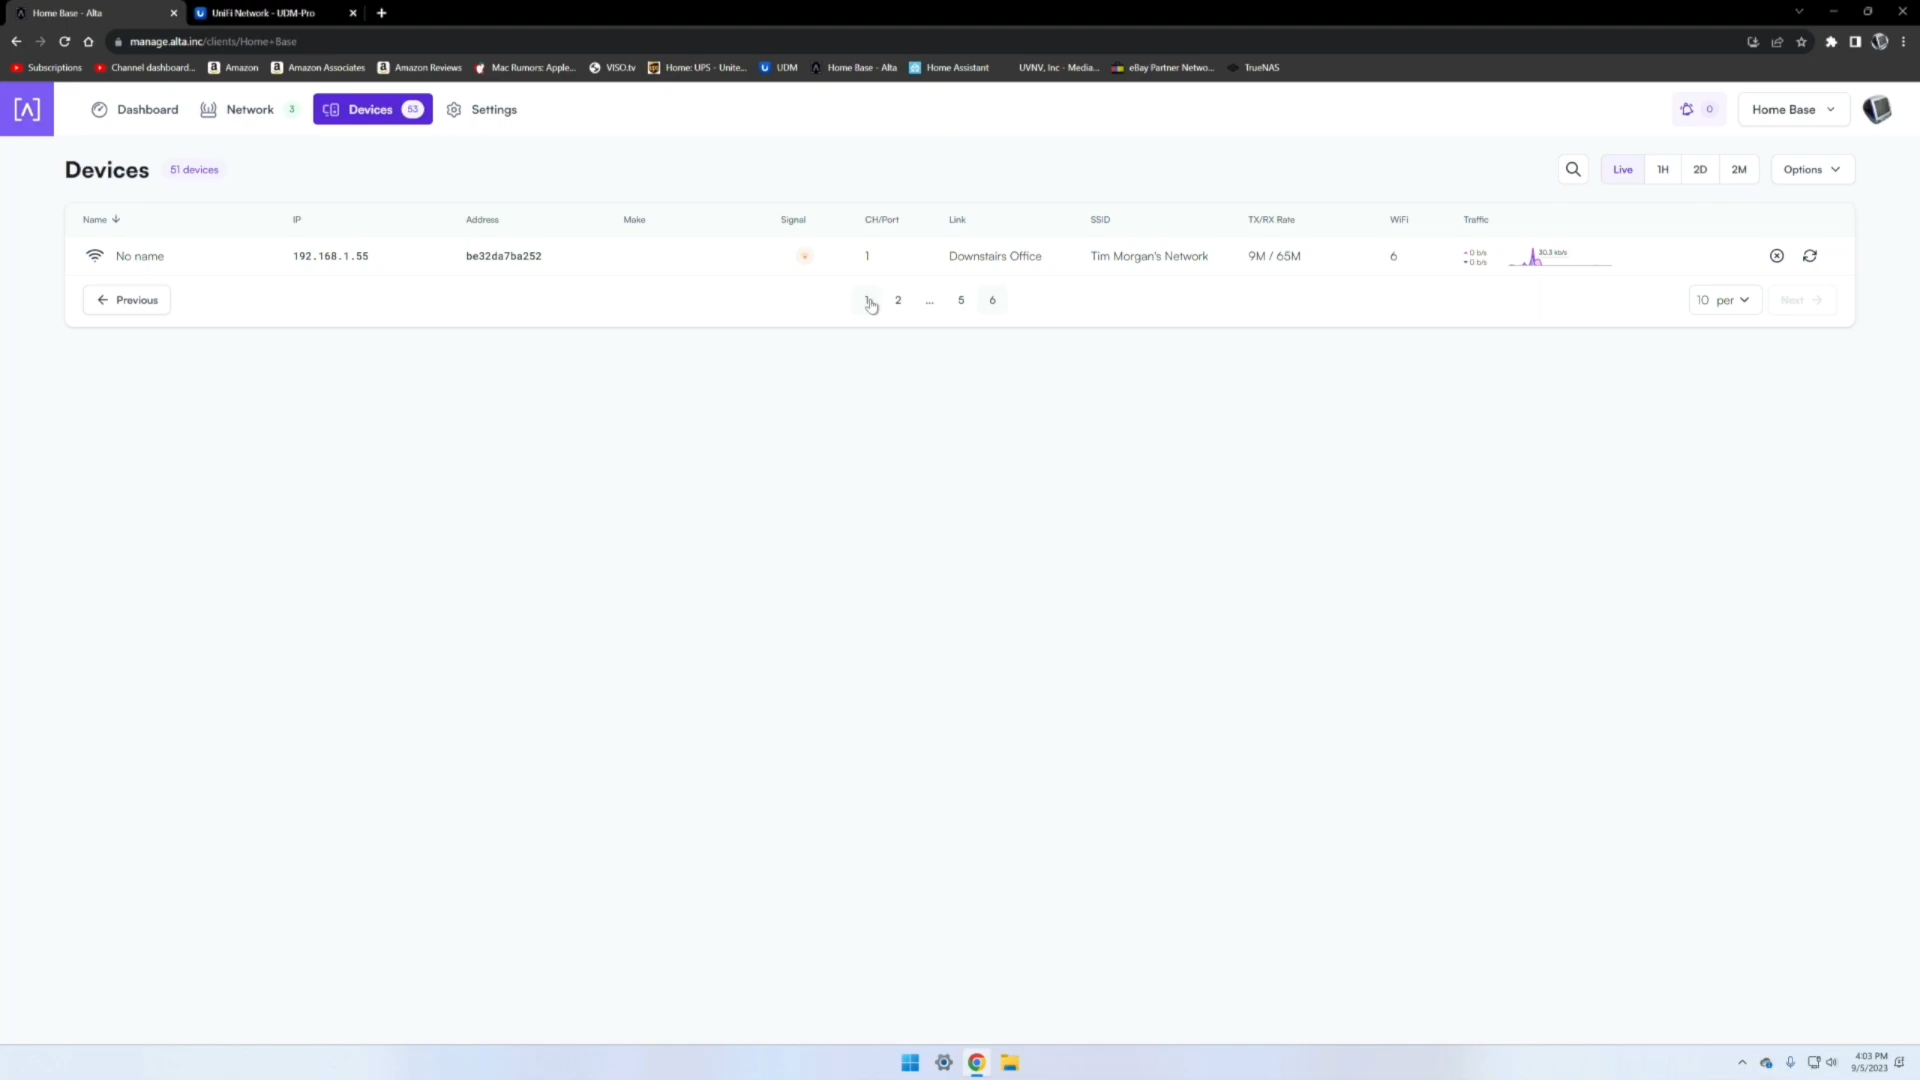 Home Base - Alta
UniFi Network - UDM-Pro
manage.alta.inc/clients/Home+Base
Subscriptions
Channel dashboard...
Amazon
Amazon Associates
Amazon Reviews
Mac Rumors: Apple...
VISO.tv
Home: UPS - Unite...
UDM
Home Base - Alta
Home Assistant
UVNV, Inc - Media...
eBay Partner Netwo...
TrueNAS
Dashboard
Network 3
Devices 53
Settings
0
Home Base
Devices 51 devices
Live 1H 2D 2M Options
Name IP Address Make Signal CH/Port Link SSID TX/RX Rate WiFi Traffic
No name 192.168.1.55 be32da7ba252 1 Downstairs Office Tim Morgan's Network 9M / 65M 6
0 b/s
0 b/s
30.3 kb/s
Previous 1 2 ... 5 6 10 per Next
4:03 PM
9/5/2023